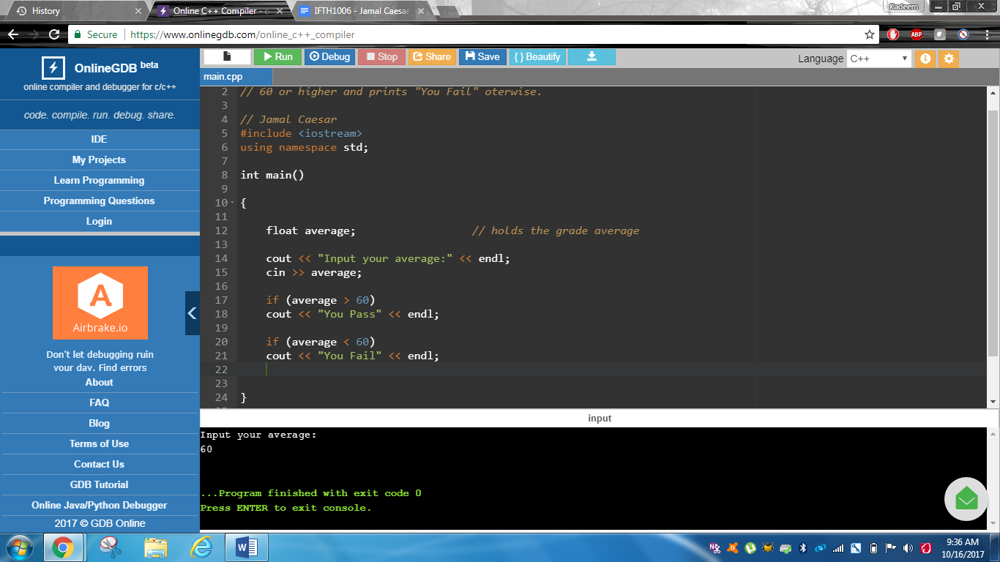 History
Online C++ Compiler - o
IFTH1006 - Jamal Caesar
Kadeem
Secure
https://www.onlinegdb.com/online_c++_compiler
ABP
OnlineGDB beta
online compiler and debugger for c/c++
code. compile. run. debug. share.
IDE
My Projects
Learn Programming
Programming Questions
Login
A
Airbrake.io
Don't let debugging ruin
your day. Find errors
About
FAQ
Blog
Terms of Use
Contact Us
GDB Tutorial
Online Java/Python Debugger
2017 © GDB Online
Run
Debug
Stop
Share
Save
{ } Beautify
Language C++
main.cpp
2 // 60 or higher and prints "You Fail" oterwise.
3
4 // Jamal Caesar
5 #include <iostream>
6 using namespace std;
7
8 int main()
9
10 {
11
12 float average; // holds the grade average
13
14 cout << "Input your average:" << endl;
15 cin >> average;
16
17 if (average > 60)
18 cout << "You Pass" << endl;
19
20 if (average < 60)
21 cout << "You Fail" << endl;
22
23
24 }
input
Input your average:
60
...Program finished with exit code 0
Press ENTER to exit console.
9:36 AM
10/16/2017